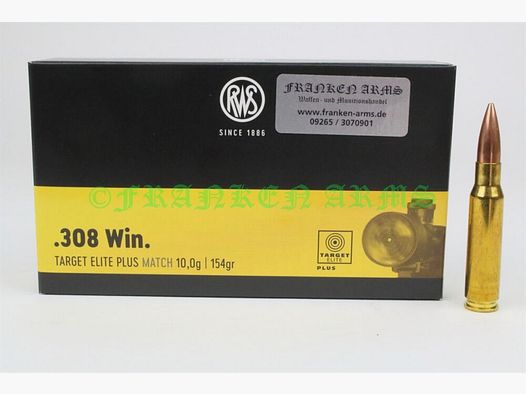 RWS
SINCE 1886
FRANKEN ARMS
Waffen- und Munitionshandel
www.franken-arms.de
09265 / 3070901
©FRANKEN ARMS
.308 Win.
TARGET ELITE PLUS MATCH 10,0g | 154gr
TARGET
ELITE
PLUS